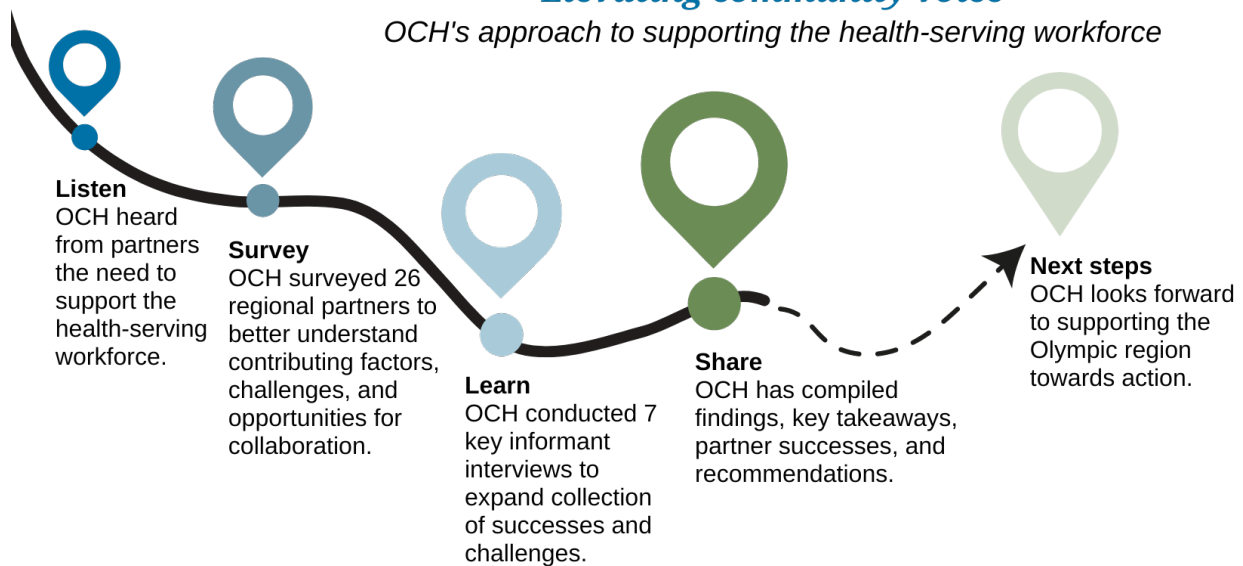 OCH's approach to supporting the health-serving workforce
Listen
OCH heard
from partners
the need to
support the
health-serving
workforce.
Survey
OCH surveyed 26
regional partners to
better understand
contributing factors,
challenges, and
opportunities for
collaboration.
Learn
OCH conducted 7
key informant
interviews to
expand collection
of successes and
challenges.
Share
OCH has compiled
findings, key takeaways,
partner successes, and
recommendations.
Next steps
OCH looks forward
to supporting the
Olympic region
towards action.